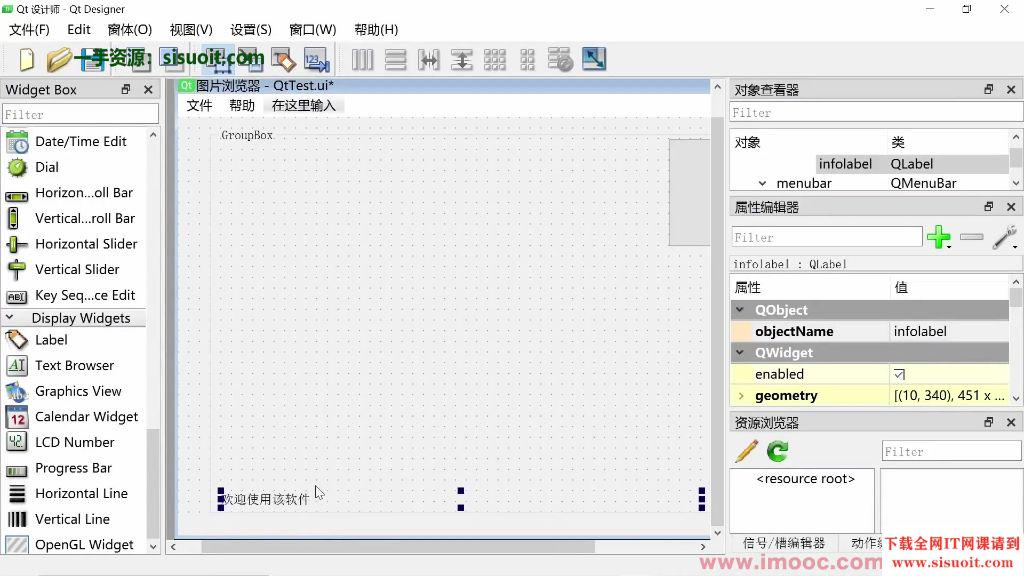 Qt 设计师 - Qt Designer
文件(F) Edit 窗体(O) 视图(V) 设置(S) 窗口(W) 帮助(H)
一手资源：sisuoit.com
Widget Box
Filter
Date/Time Edit
Dial
Horizon...oll Bar
Vertical...roll Bar
Horizontal Slider
Vertical Slider
Key Seq...ce Edit
Display Widgets
Label
Text Browser
Graphics View
Calendar Widget
LCD Number
Progress Bar
Horizontal Line
Vertical Line
OpenGL Widget
图片浏览器 - QtTest.ui*
文件 帮助 在这里输入
GroupBox
欢迎使用该软件
对象查看器
Filter
对象 类
infolabel QLabel
menubar QMenuBar
属性编辑器
Filter
infolabel : QLabel
属性 值
QObject
objectName infolabel
QWidget
enabled
geometry [(10, 340), 451 x ...
资源浏览器
Filter
<resource root>
信号/槽编辑器 动作
下载全网IT网课请到
www.imooc.com
www.sisuoit.com